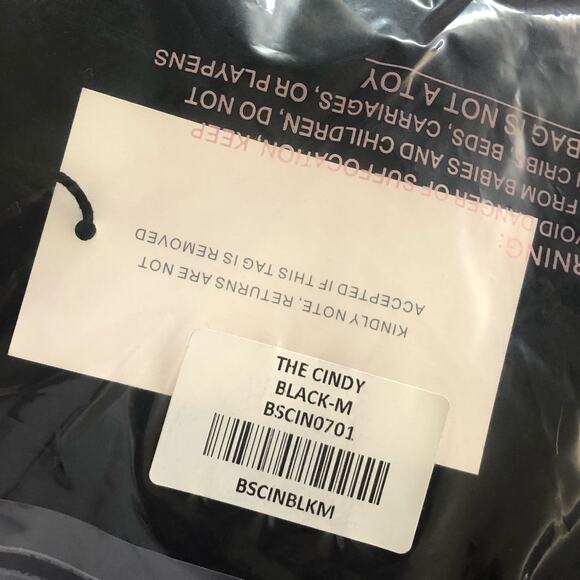 WARNING:
AVOID DANGER OF SUFFOCATION, KEEP
FROM BABIES AND CHILDREN, DO NOT
IN CRIBS, BEDS, CARRIAGES, OR PLAYPENS
BAG IS NOT A TOY
KINDLY NOTE, RETURNS ARE NOT
ACCEPTED IF THIS TAG IS REMOVED
THE CINDY
BLACK-M
BSCIN0701
BSCINBLKM